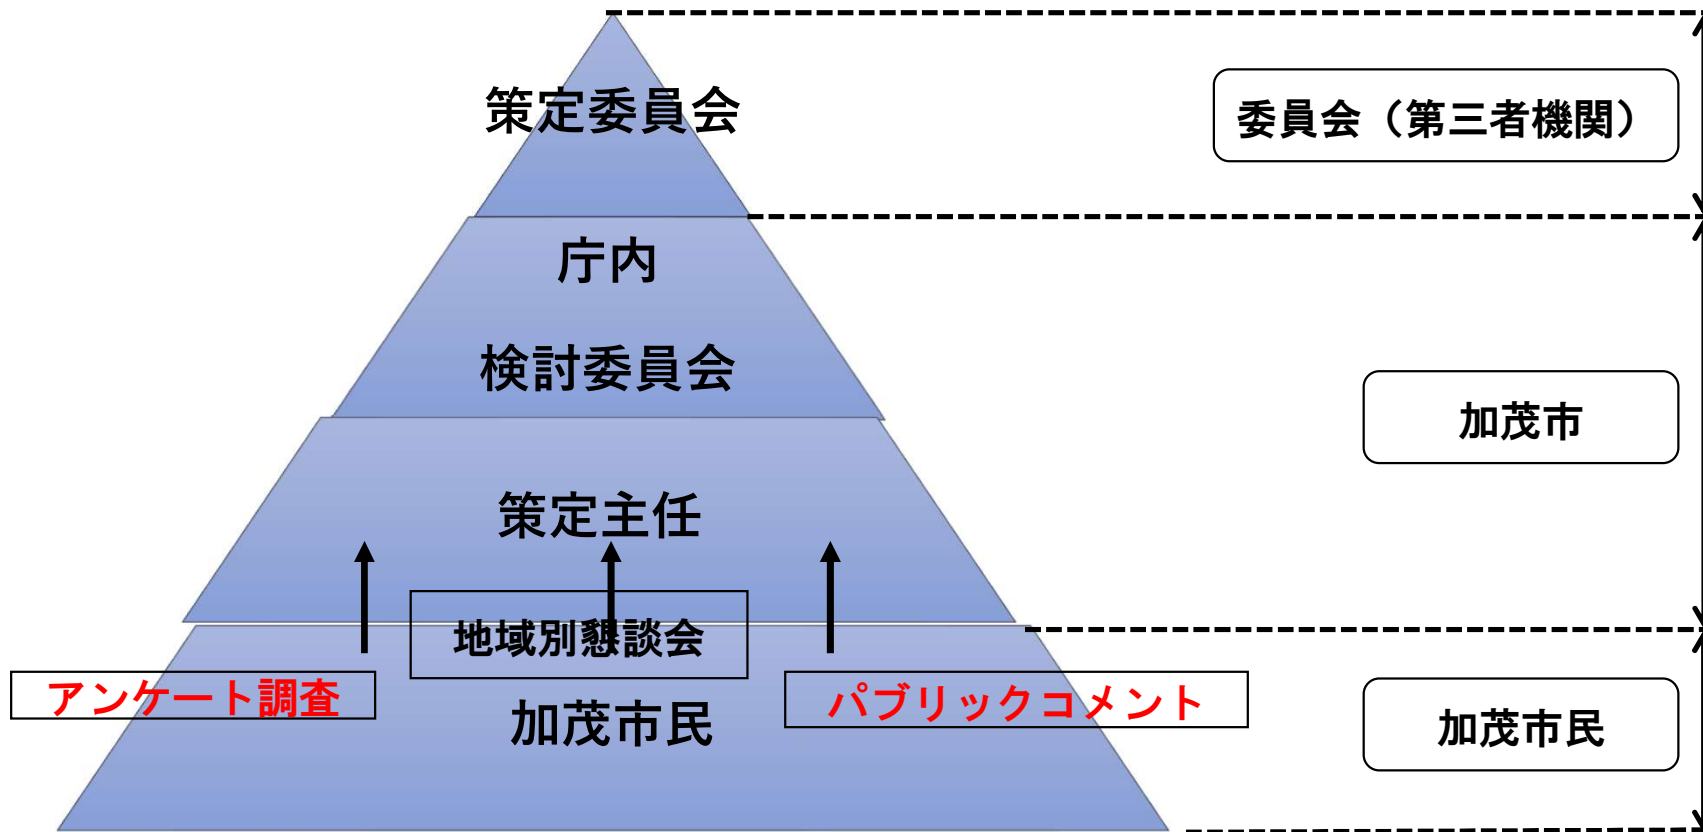 策定委員会
委員会（第三者機関）
庁内
検討委員会
加茂市
策定主任
地域別懇談会
アンケート調査
パブリックコメント
加茂市民
加茂市民